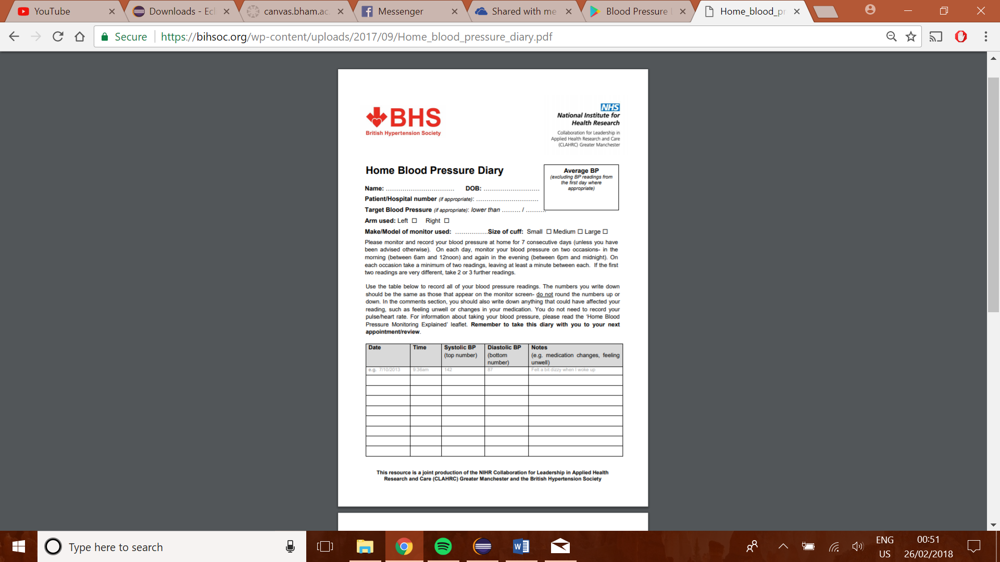 YouTube
Downloads - Ecl
canvas.bham.ac.
Messenger
Shared with me
Blood Pressure
Home_blood_pr
Secure
https://bihsoc.org/wp-content/uploads/2017/09/Home_blood_pressure_diary.pdf
BHS
British Hypertension Society
NHS
National Institute for
Health Research
Collaboration for Leadership in
Applied Health Research and Care
(CLAHRC) Greater Manchester
Home Blood Pressure Diary
Average BP
(excluding BP readings from
the first day where
appropriate)
Name: ................................. DOB: ...........................
Patient/Hospital number (if appropriate): ..............................
Target Blood Pressure (if appropriate): lower than ......... / ..........
Arm used: Left ☐ Right ☐
Make/Model of monitor used: ................Size of cuff: Small ☐ Medium ☐ Large ☐
Please monitor and record your blood pressure at home for 7 consecutive days (unless you have
been advised otherwise). On each day, monitor your blood pressure on two occasions- in the
morning (between 6am and 12noon) and again in the evening (between 6pm and midnight). On
each occasion take a minimum of two readings, leaving at least a minute between each. If the first
two readings are very different, take 2 or 3 further readings.
Use the table below to record all of your blood pressure readings. The numbers you write down
should be the same as those that appear on the monitor screen- do not round the numbers up or
down. In the comments section, you should also write down anything that could have affected your
reading, such as feeling unwell or changes in your medication. You do not need to record your
pulse/heart rate. For information about taking your blood pressure, please read the ‘Home Blood
Pressure Monitoring Explained’ leaflet. Remember to take this diary with you to your next
appointment/review.
Date Time Systolic BP Diastolic BP Notes
(top number) (bottom (e.g. medication changes, feeling
number) unwell)
e.g. 7/10/2013 9:36am 142 87 Felt a bit dizzy when I woke up
This resource is a joint production of the NIHR Collaboration for Leadership in Applied Health
Research and Care (CLAHRC) Greater Manchester and the British Hypertension Society
Type here to search
ENG
US
00:51
26/02/2018